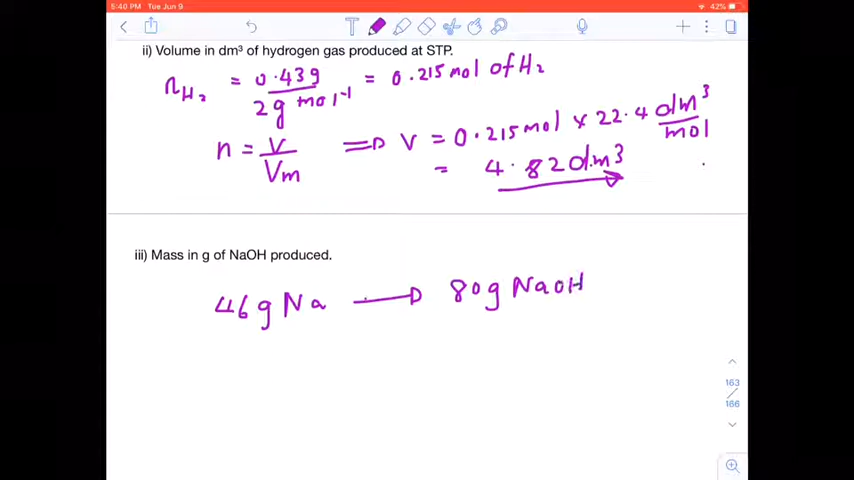 5:40 PM Tue Jun 9
42%
T
ii) Volume in dm³ of hydrogen gas produced at STP.
nH₂ = 0.43g / 2g mol⁻¹ = 0.215 mol of H₂
n = V / Vm ⇒ V = 0.215 mol × 22.4 dm³ / mol
= 4.82 dm³
iii) Mass in g of NaOH produced.
46g Na → 80g NaOH
163
/
166